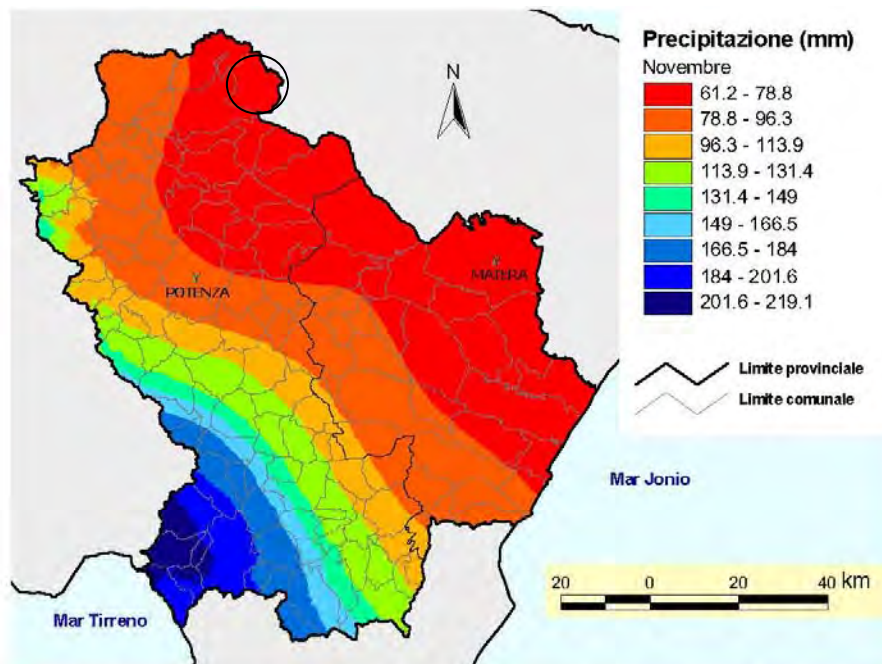 Precipitazione (mm)
Novembre
61.2 - 78.8
78.8 - 96.3
96.3 - 113.9
113.9 - 131.4
131.4 - 149
149 - 166.5
166.5 - 184
184 - 201.6
201.6 - 219.1
Limite provinciale
Limite comunale
N
POTENZA
MATERA
Mar Jonio
Mar Tirreno
20 0 20 40 km